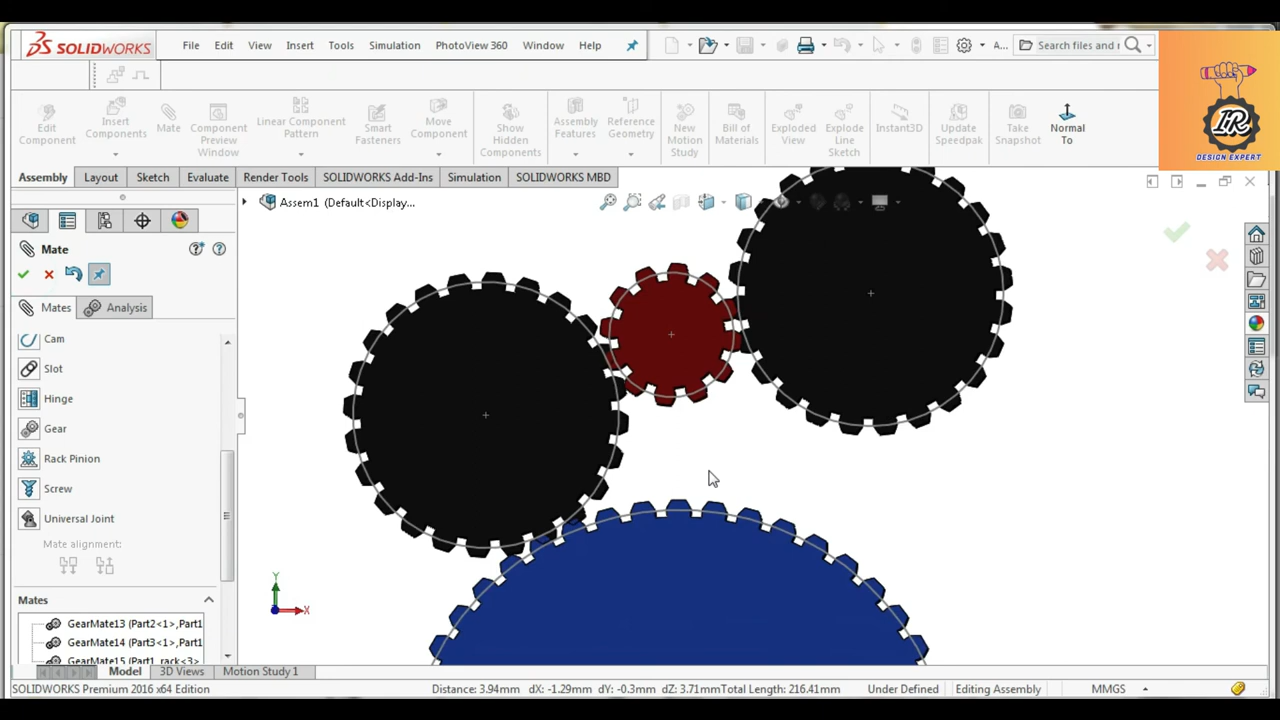 SOLIDWORKS File Edit View Insert Tools Simulation PhotoView 360 Window Help A... Search files and r
IR
DESIGN EXPERT
Edit Component
Insert Components
Mate
Component Preview Window
Linear Component Pattern
Smart Fasteners
Move Component
Show Hidden Components
Assembly Features
Reference Geometry
New Motion Study
Bill of Materials
Exploded View
Explode Line Sketch
Instant3D
Update Speedpak
Take Snapshot
Normal To
Assembly Layout Sketch Evaluate Render Tools SOLIDWORKS Add-Ins Simulation SOLIDWORKS MBD
Assem1 (Default<Display...
Mate
Mates Analysis
Cam
Slot
Hinge
Gear
Rack Pinion
Screw
Universal Joint
Mate alignment:
Mates
GearMate13 (Part2<1>,Part1
GearMate14 (Part3<1>,Part1
GearMate15 (Part1_rack<3>
Y
X
Model 3D Views Motion Study 1
SOLIDWORKS Premium 2016 x64 Edition Distance: 3.94mm dX: -1.29mm dY: -0.3mm dZ: 3.71mmTotal Length: 216.41mm Under Defined Editing Assembly MMGS